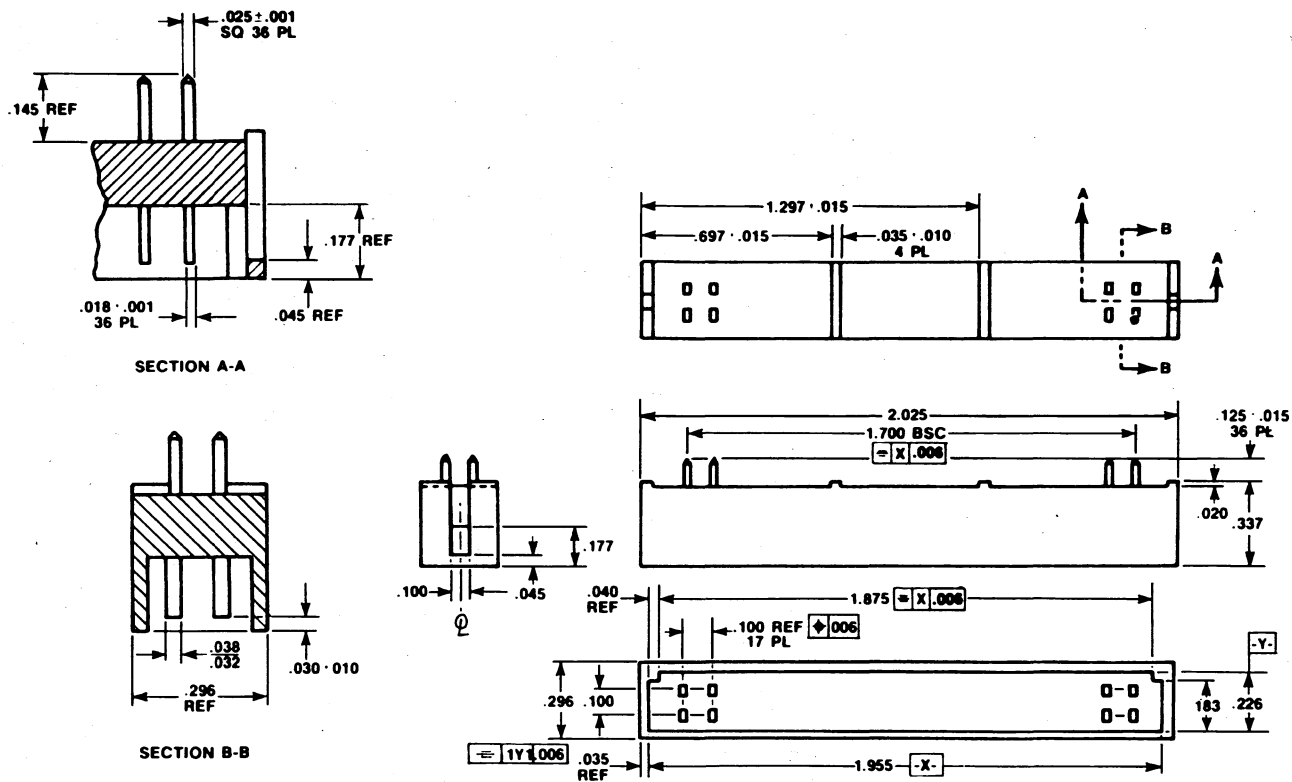 .025±.001
SQ 36 PL
.145 REF
.177 REF
.018·.001
36 PL
.045 REF
SECTION A-A
1.297·.015
.697·.015
.035·.010
4 PL
A
B
A
B
2.025
1.700 BSC
X .006
.125·.015
36 PL
.020
.337
.177
.100
.045
.038
.032
.030·010
.296
REF
SECTION B-B
.040
REF
1.875 X .006
.100 REF 006
17 PL
-Y-
.296
.100
183
.226
1Y1.006
.035
REF
1.955 -X-